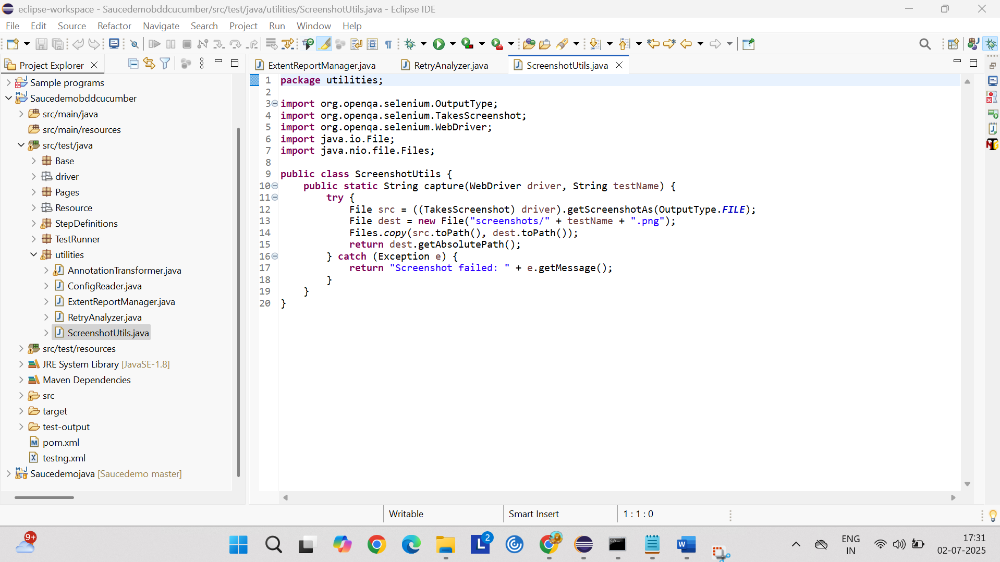 eclipse-workspace - Saucedemobddcucumber/src/test/java/utilities/ScreenshotUtils.java - Eclipse IDE
File Edit Source Refactor Navigate Search Project Run Window Help
Project Explorer
Sample programs
Saucedemobddcucumber
src/main/java
src/main/resources
src/test/java
Base
driver
Pages
Resource
StepDefinitions
TestRunner
utilities
AnnotationTransformer.java
ConfigReader.java
ExtentReportManager.java
RetryAnalyzer.java
ScreenshotUtils.java
src/test/resources
JRE System Library [JavaSE-1.8]
Maven Dependencies
src
target
test-output
pom.xml
testng.xml
Saucedemojava [Saucedemo master]
ExtentReportManager.java RetryAnalyzer.java ScreenshotUtils.java
1 package utilities;
2
3 import org.openqa.selenium.OutputType;
4 import org.openqa.selenium.TakesScreenshot;
5 import org.openqa.selenium.WebDriver;
6 import java.io.File;
7 import java.nio.file.Files;
8
9 public class ScreenshotUtils {
10 public static String capture(WebDriver driver, String testName) {
11 try {
12 File src = ((TakesScreenshot) driver).getScreenshotAs(OutputType.FILE);
13 File dest = new File("screenshots/" + testName + ".png");
14 Files.copy(src.toPath(), dest.toPath());
15 return dest.getAbsolutePath();
16 } catch (Exception e) {
17 return "Screenshot failed: " + e.getMessage();
18 }
19 }
20 }
Writable Smart Insert 1 : 1 : 0
9+
2
ENG
IN
17:31
02-07-2025